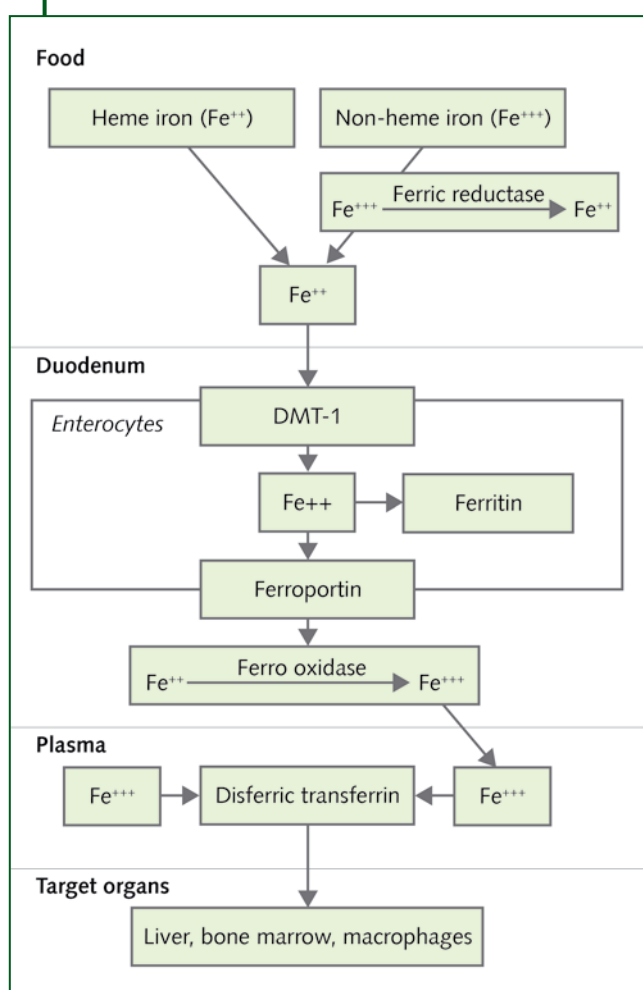 Food
Heme iron (Fe⁺⁺)
Non-heme iron (Fe⁺⁺⁺)
Ferric reductase
Fe⁺⁺⁺ Fe⁺⁺
Fe⁺⁺
Duodenum
Enterocytes
DMT-1
Fe++
Ferritin
Ferroportin
Ferro oxidase
Fe⁺⁺ Fe⁺⁺⁺
Plasma
Fe⁺⁺⁺
Disferric transferrin
Fe⁺⁺⁺
Target organs
Liver, bone marrow, macrophages